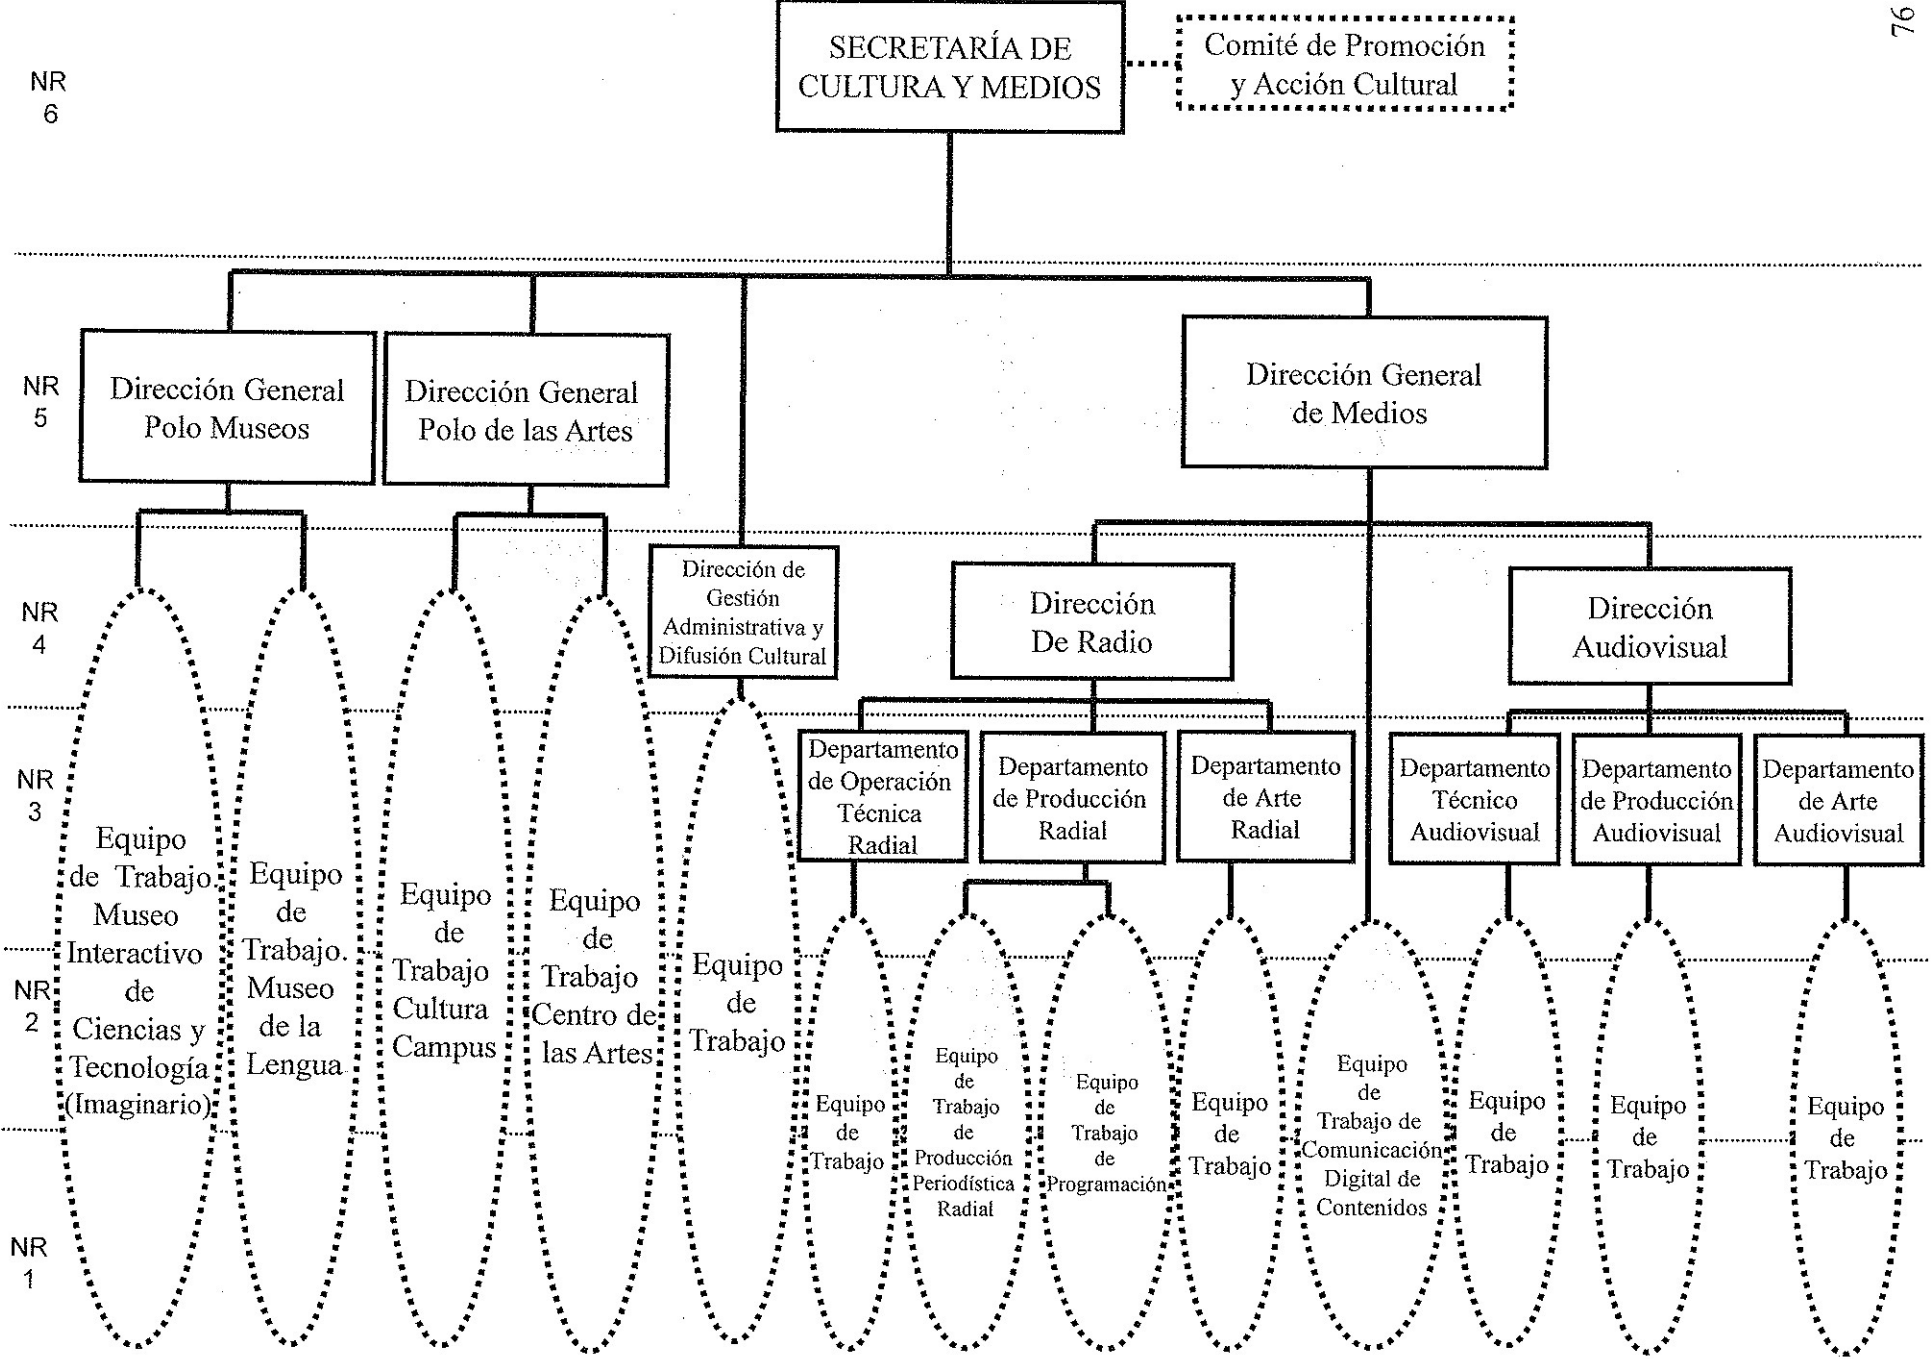 76
SECRETARÍA DE
CULTURA Y MEDIOS
Comité de Promoción
y Acción Cultural
NR
6
NR
5
Dirección General
Polo Museos
Dirección General
Polo de las Artes
Dirección General
de Medios
NR
4
Dirección de
Gestión
Administrativa y
Difusión Cultural
Dirección
De Radio
Dirección
Audiovisual
NR
3
Departamento
de Operación
Técnica
Radial
Departamento
de Producción
Radial
Departamento
de Arte
Radial
Departamento
Técnico
Audiovisual
Departamento
de Producción
Audiovisual
Departamento
de Arte
Audiovisual
NR
2
NR
1
Equipo
de Trabajo.
Museo
Interactivo
de
Ciencias y
Tecnología
(Imaginario)
Equipo
de
Trabajo.
Museo
de la
Lengua
Equipo
de
Trabajo
Cultura
Campus
Equipo
de
Trabajo
Centro de
las Artes
Equipo
de
Trabajo
Equipo
de
Trabajo
Equipo
de
Trabajo
de
Producción
Periodística
Radial
Equipo
de
Trabajo
de
Programación
Equipo
de
Trabajo
Equipo
de
Trabajo de
Comunicación
Digital de
Contenidos
Equipo
de
Trabajo
Equipo
de
Trabajo
Equipo
de
Trabajo